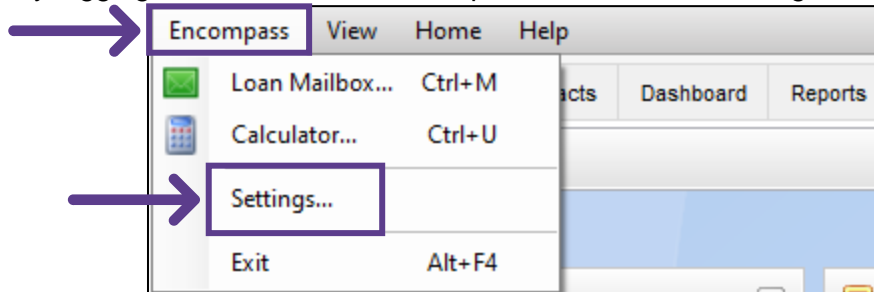 Encompass View Home Help
Loan Mailbox... Ctrl+M
acts Dashboard Reports
Calculator... Ctrl+U
Settings...
Exit Alt+F4